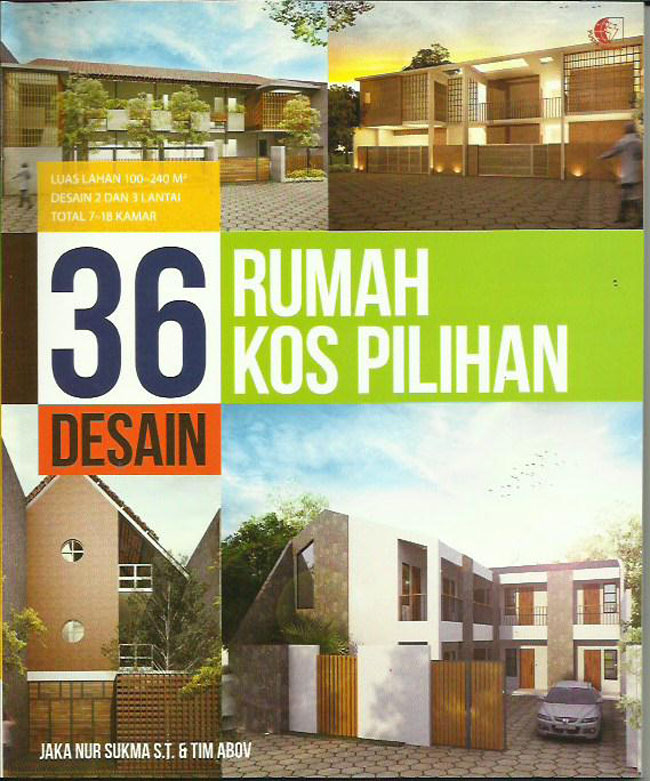 LUAS LAHAN 100-240 M²
DESAIN 2 DAN 3 LANTAI
TOTAL 7-18 KAMAR
36
DESAIN
RUMAH
KOS PILIHAN
JAKA NUR SUKMA S.T. & TIM ABOV